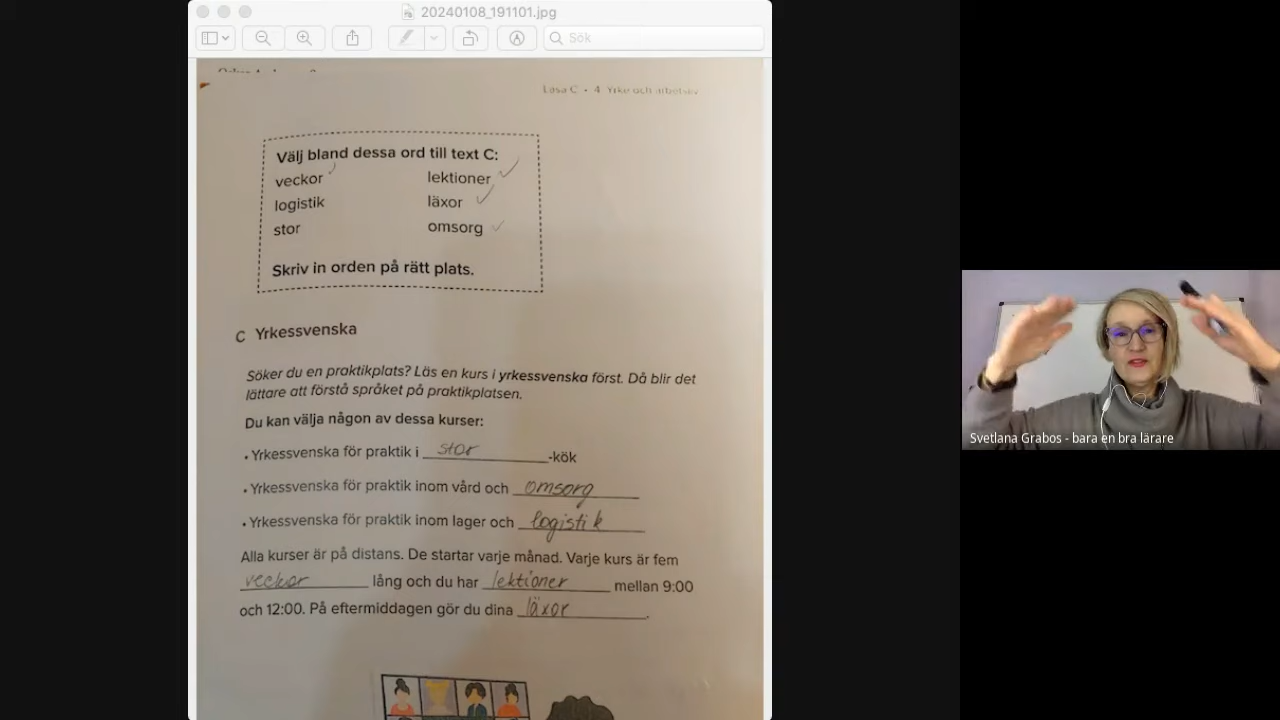 20240108_191101.jpg
Sök
Läsa C • 4 Yrke och arbetsliv
Välj bland dessa ord till text C:
veckor lektioner
logistik läxor
stor omsorg
Skriv in orden på rätt plats.
C Yrkessvenska
Söker du en praktikplats? Läs en kurs i yrkessvenska först. Då blir det
lättare att förstå språket på praktikplatsen.
Du kan välja någon av dessa kurser:
• Yrkessvenska för praktik i stor -kök
• Yrkessvenska för praktik inom vård och omsorg
• Yrkessvenska för praktik inom lager och logistik
Alla kurser är på distans. De startar varje månad. Varje kurs är fem
veckor lång och du har lektioner mellan 9:00
och 12:00. På eftermiddagen gör du dina läxor.
Svetlana Grabos - bara en bra lärare